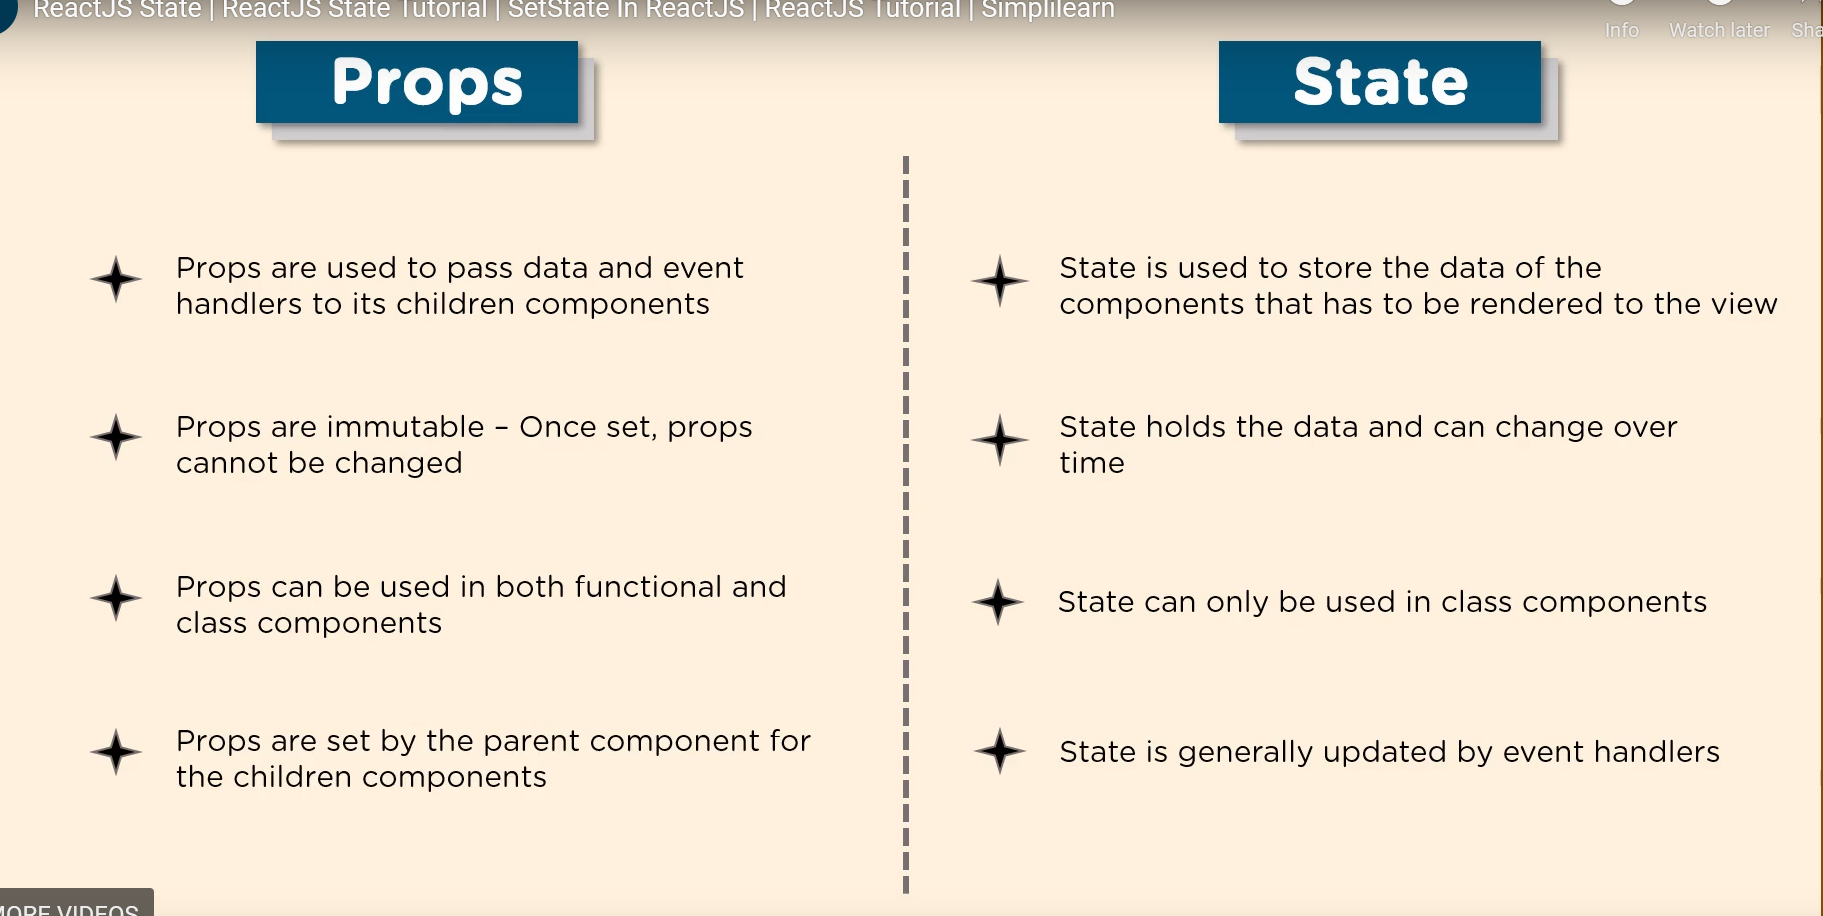 ReactJS State | ReactJS State Tutorial | SetState In ReactJS | ReactJS Tutorial | Simplilearn
Info
Watch later
Props
Props are used to pass data and event
handlers to its children components
Props are immutable – Once set, props
cannot be changed
Props can be used in both functional and
class components
Props are set by the parent component for
the children components
State
State is used to store the data of the
components that has to be rendered to the view
State holds the data and can change over
time
State can only be used in class components
State is generally updated by event handlers
MORE VIDEOS